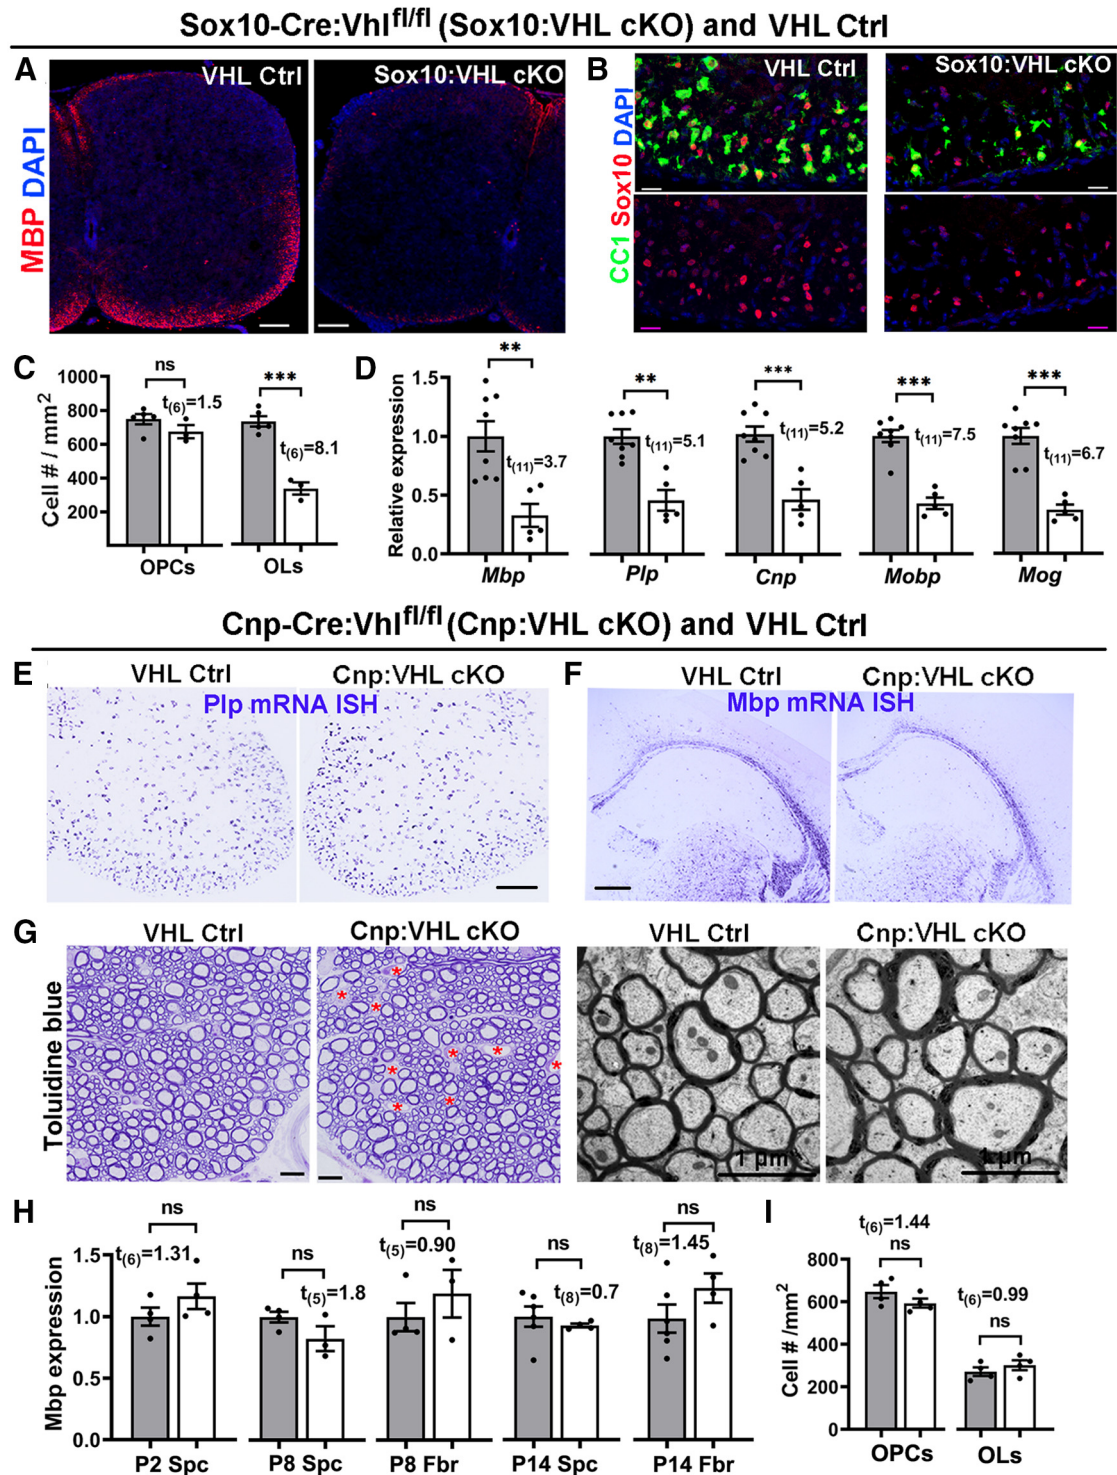 Sox10-Cre:Vhlfl/fl (Sox10:VHL cKO) and VHL Ctrl
A
VHL Ctrl
Sox10:VHL cKO
MBP DAPI
B
VHL Ctrl
Sox10:VHL cKO
CC1 Sox10 DAPI
C
Cell # / mm2
1000
800
600
400
200
ns
t(6)=1.5
***
t(6)=8.1
OPCs
OLs
D
Relative expression
1.5
1.0
0.5
0.0
**
t(11)=3.7
**
t(11)=5.1
***
t(11)=5.2
***
t(11)=7.5
***
t(11)=6.7
Mbp
Plp
Cnp
Mobp
Mog
Cnp-Cre:Vhlfl/fl (Cnp:VHL cKO) and VHL Ctrl
E
VHL Ctrl
Cnp:VHL cKO
Plp mRNA ISH
F
VHL Ctrl
Cnp:VHL cKO
Mbp mRNA ISH
G
VHL Ctrl
Cnp:VHL cKO
VHL Ctrl
Cnp:VHL cKO
Toluidine blue
* * * * * * * * *
1 µm
1 µm
H
Mbp expression
1.5
1.0
0.5
0.0
ns
t(6)=1.31
ns
t(5)=1.8
ns
t(5)=0.90
ns
t(8)=0.7
ns
t(8)=1.45
P2 Spc
P8 Spc
P8 Fbr
P14 Spc
P14 Fbr
I
Cell # /mm2
800
600
400
200
0
t(6)=1.44
ns
t(6)=0.99
ns
OPCs
OLs